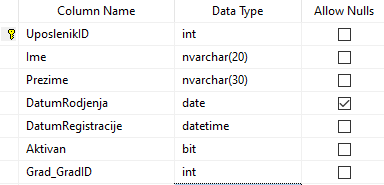 Column Name Data Type Allow Nulls
UposlenikID int
Ime nvarchar(20)
Prezime nvarchar(30)
DatumRodjenja date
DatumRegistracije datetime
Aktivan bit
Grad_GradID int